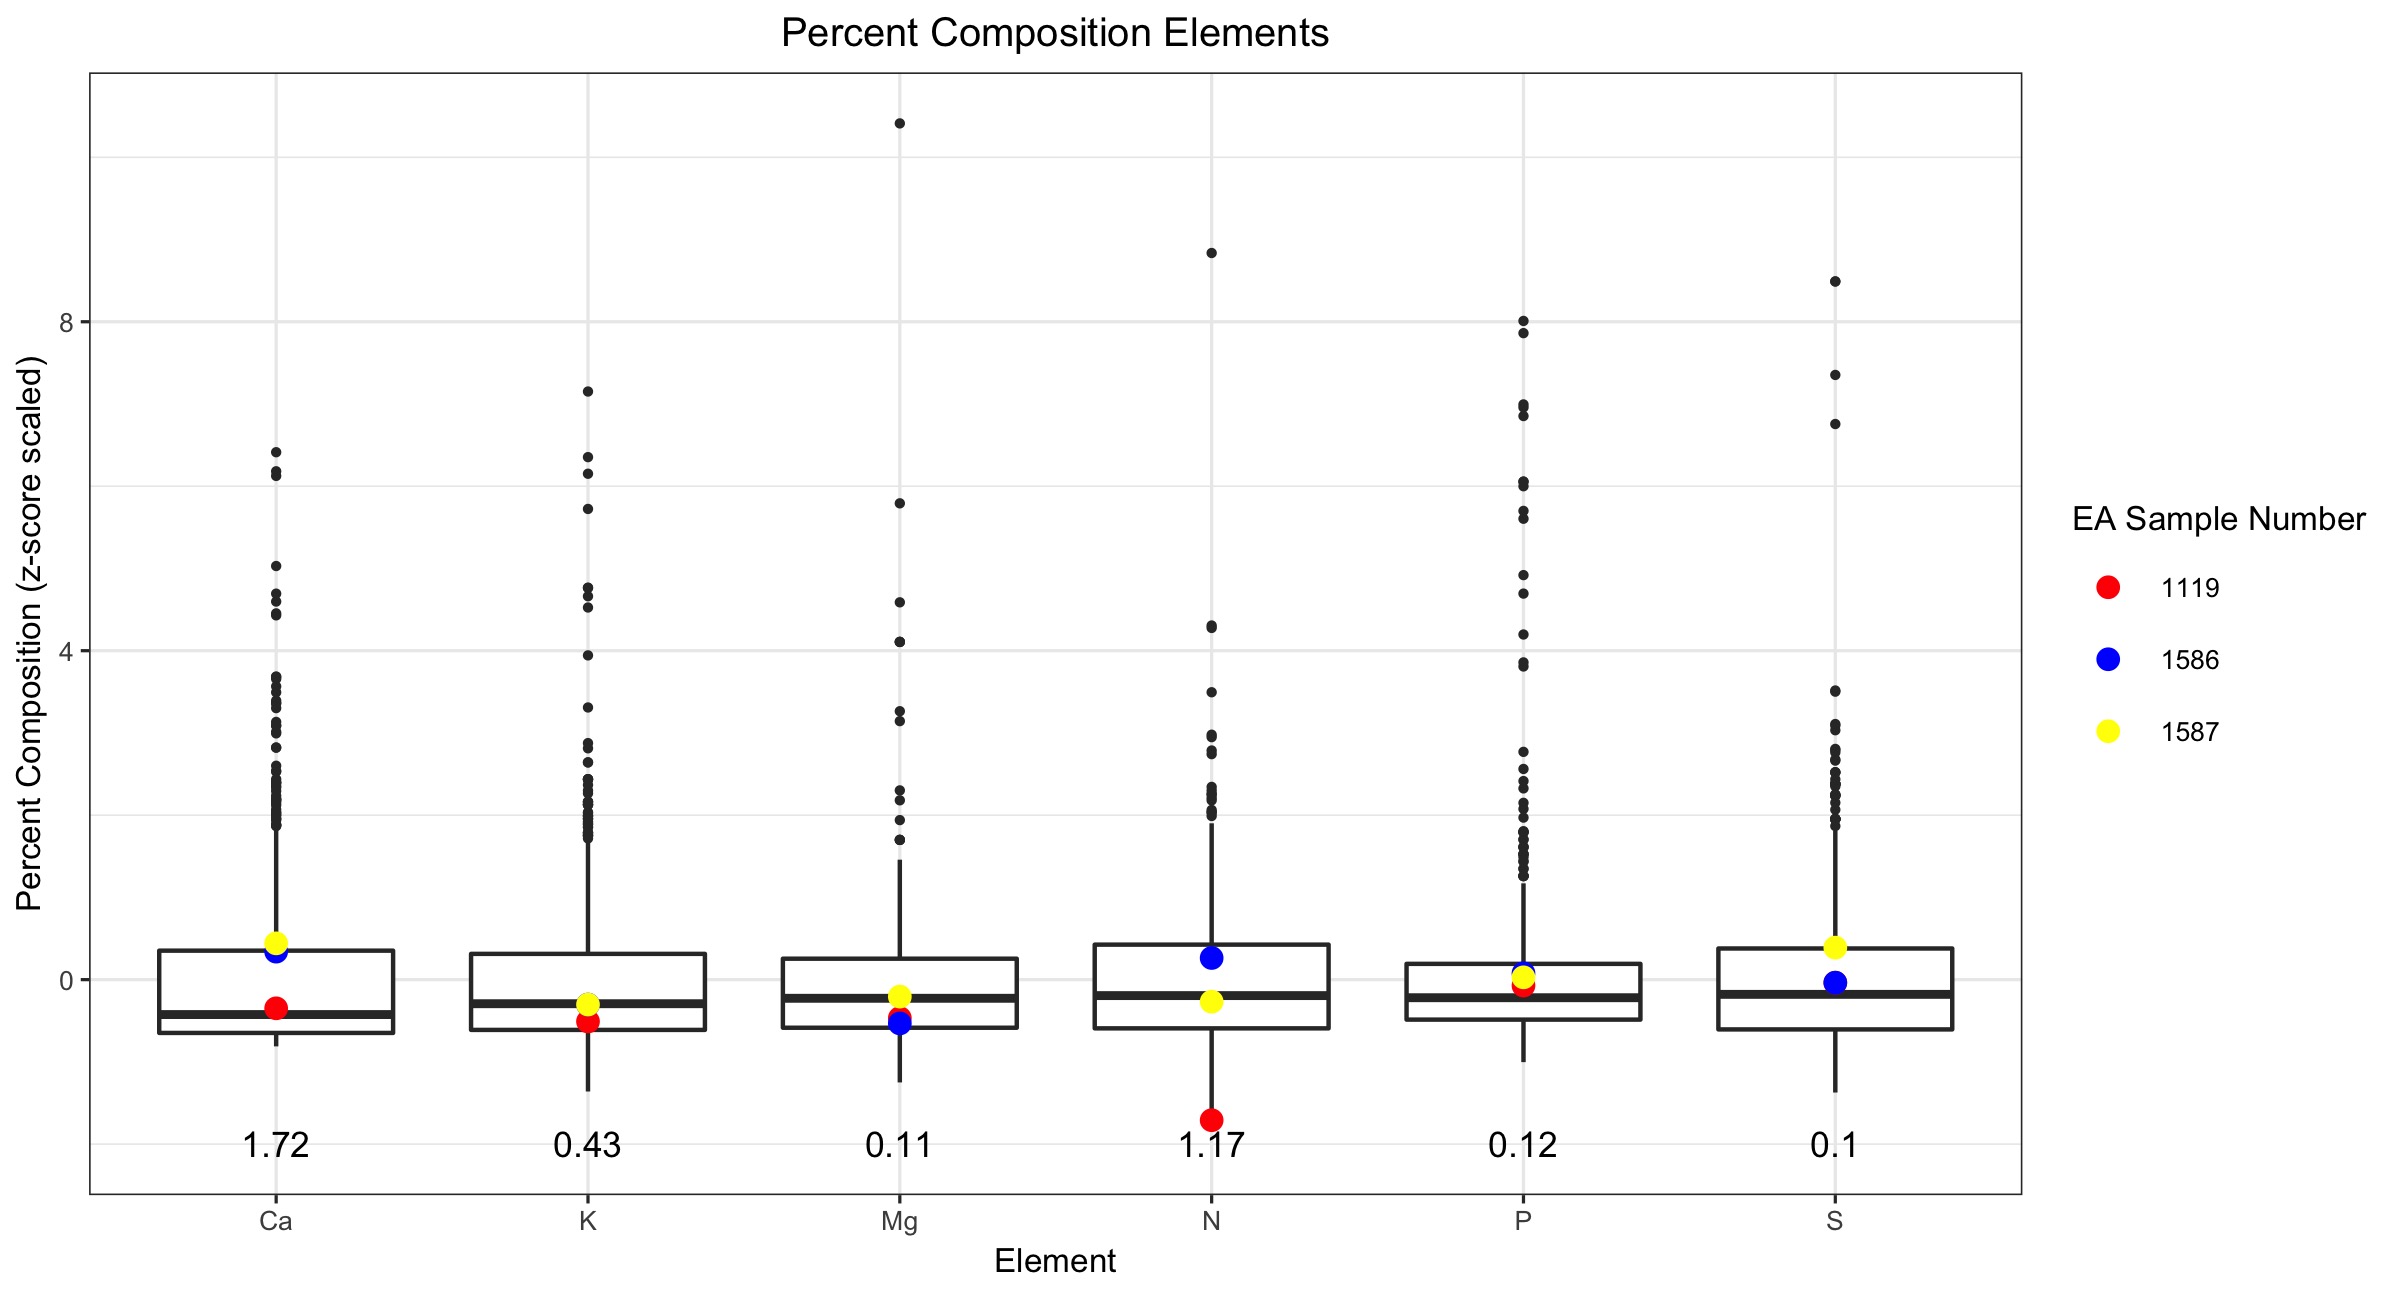 Percent Composition Elements
Percent Composition (z-score scaled)
8
4
0
1.72 0.43 0.11 1.17 0.12 0.1
Ca K Mg N P S
Element
EA Sample Number
1119
1586
1587